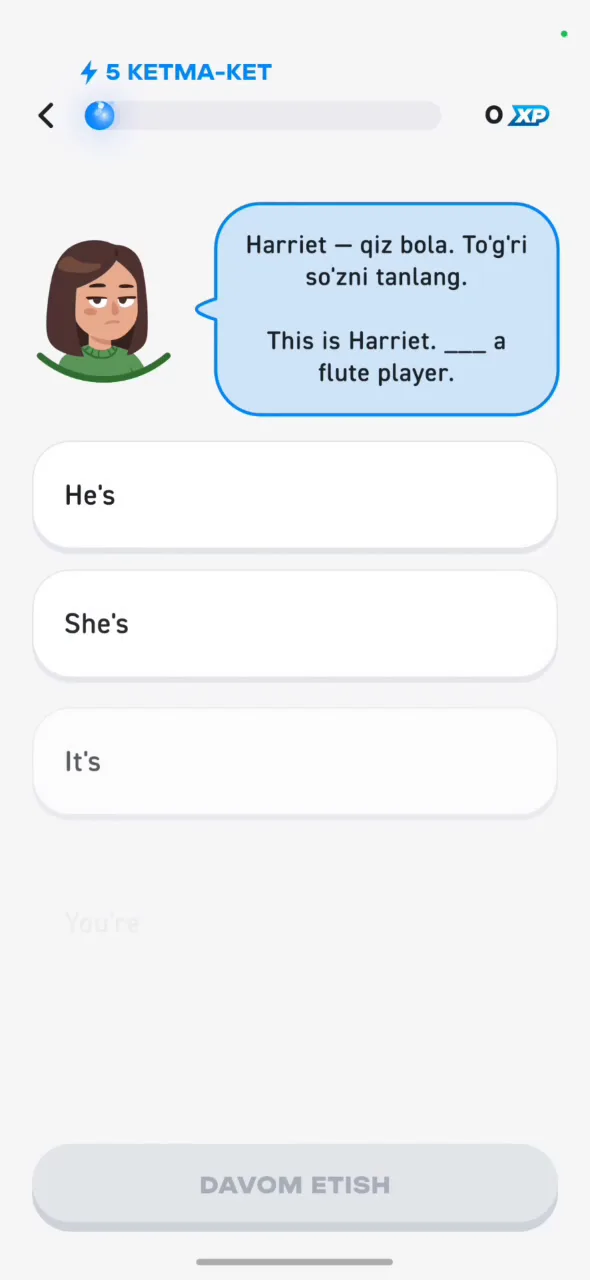 5 KETMA-KET
0 XP
Harriet – qiz bola. To'g'ri
so'zni tanlang.
This is Harriet. ___ a
flute player.
He's
She's
It's
You're
DAVOM ETISH